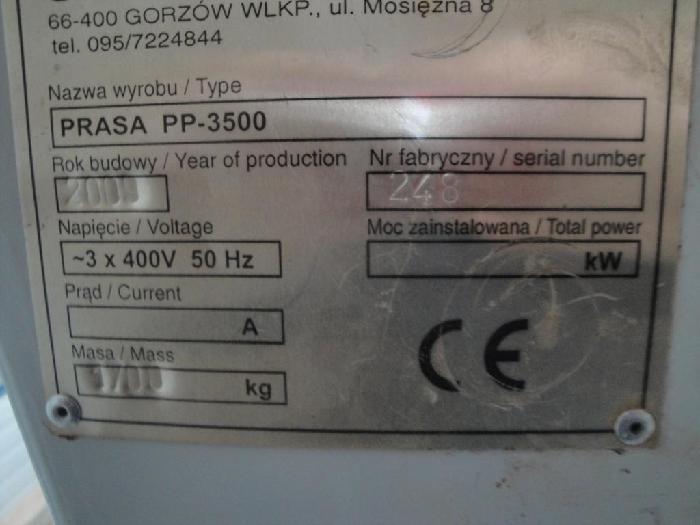 66-400 GORZÓW WLKP., ul. Mosiężna 8
tel. 095/7224844
Nazwa wyrobu / Type
PRASA PP-3500
Rok budowy / Year of production
Nr fabryczny / serial number
248
Napięcie / Voltage
Moc zainstalowana / Total power
~3 x 400V 50 Hz
kW
Prąd / Current
A
CE
Masa / Mass
1700 kg